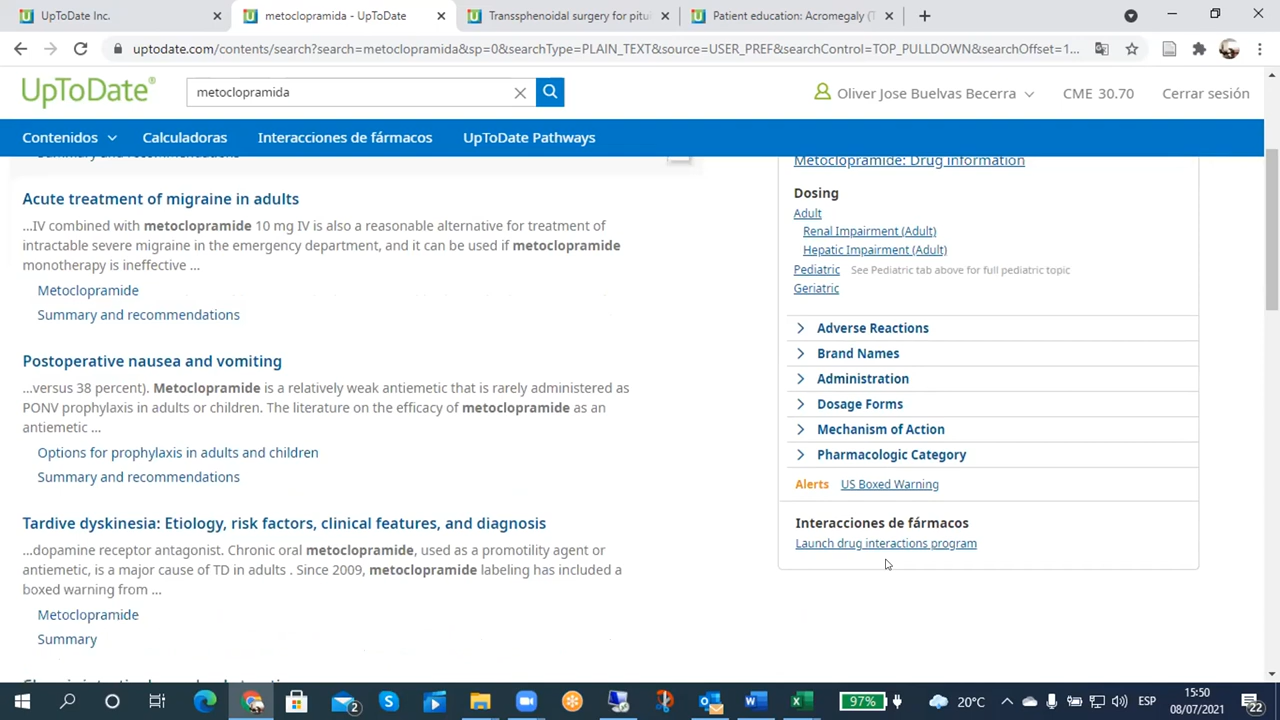 UpToDate Inc.
metoclopramida - UpToDate
Transsphenoidal surgery for pitui
Patient education: Acromegaly (T
uptodate.com/contents/search?search=metoclopramida&sp=0&searchType=PLAIN_TEXT&source=USER_PREF&searchControl=TOP_PULLDOWN&searchOffset=1...
UpToDate®
metoclopramida
Oliver Jose Buelvas Becerra
CME 30.70
Cerrar sesión
Contenidos
Calculadoras
Interacciones de fármacos
UpToDate Pathways
Summary and recommendations
Acute treatment of migraine in adults
...IV combined with metoclopramide 10 mg IV is also a reasonable alternative for treatment of
intractable severe migraine in the emergency department, and it can be used if metoclopramide
monotherapy is ineffective ...
Metoclopramide
Summary and recommendations
Postoperative nausea and vomiting
...versus 38 percent). Metoclopramide is a relatively weak antiemetic that is rarely administered as
PONV prophylaxis in adults or children. The literature on the efficacy of metoclopramide as an
antiemetic ...
Options for prophylaxis in adults and children
Summary and recommendations
Tardive dyskinesia: Etiology, risk factors, clinical features, and diagnosis
...dopamine receptor antagonist. Chronic oral metoclopramide, used as a promotility agent or
antiemetic, is a major cause of TD in adults . Since 2009, metoclopramide labeling has included a
boxed warning from ...
Metoclopramide
Summary
Metoclopramide: Drug information
Dosing
Adult
Renal Impairment (Adult)
Hepatic Impairment (Adult)
Pediatric See Pediatric tab above for full pediatric topic
Geriatric
Adverse Reactions
Brand Names
Administration
Dosage Forms
Mechanism of Action
Pharmacologic Category
Alerts US Boxed Warning
Interacciones de fármacos
Launch drug interactions program
2
97%
20°C
ESP
15:50
08/07/2021
22